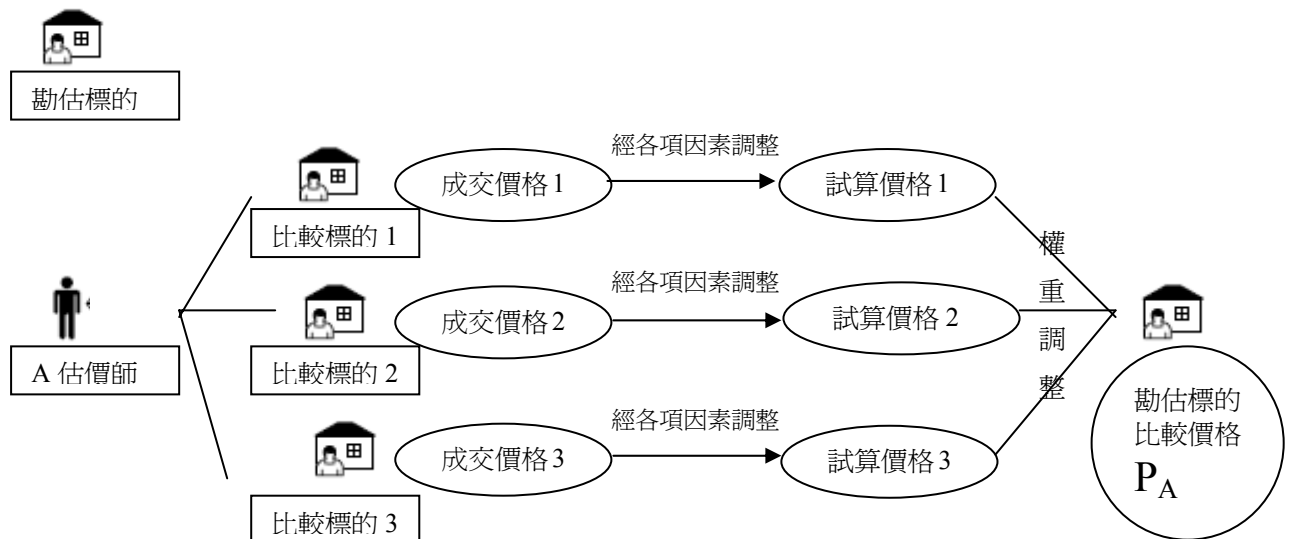 勘估標的
經各項因素調整
成交價格1
試算價格1
比較標的 1
權
重
調
整
經各項因素調整
成交價格2
試算價格 2
A 估價師
比較標的 2
勘估標的
比較價格
PA
經各項因素調整
成交價格3
試算價格3
比較標的 3